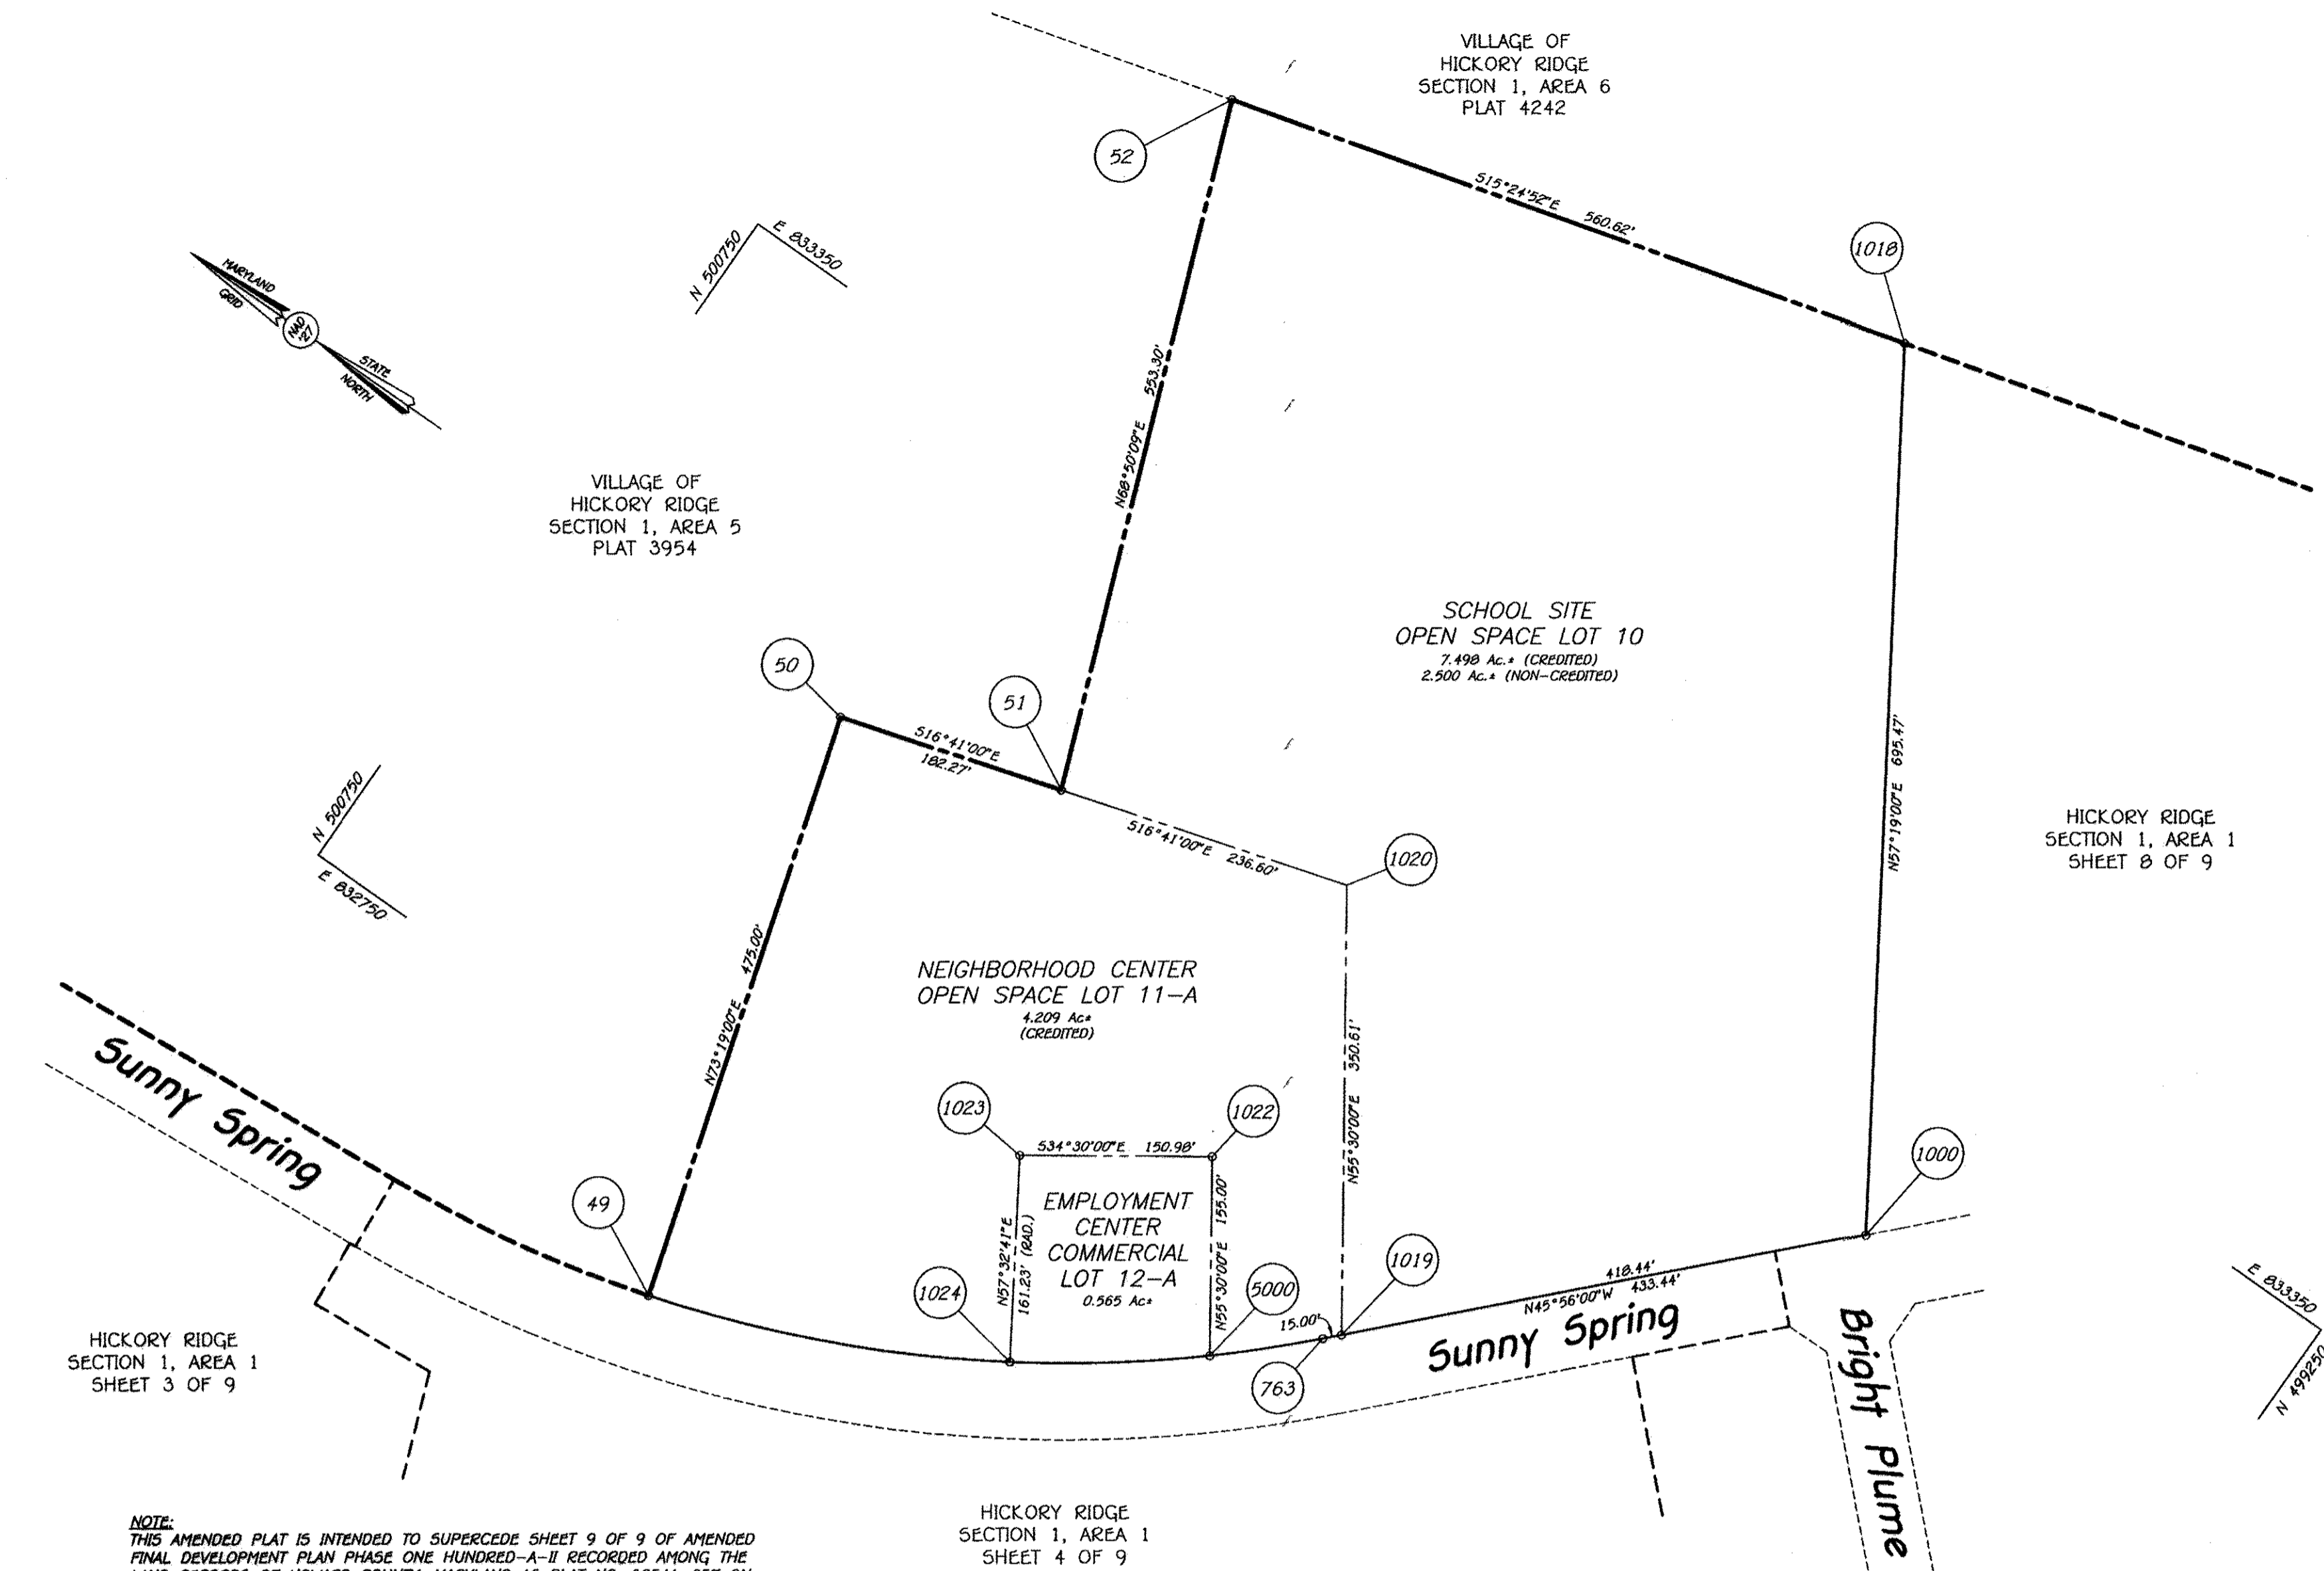 VILLAGE OF
HICKORY RIDGE
SECTION 1, AREA 6
PLAT 4242
52
S15°24'52"E 560.62'
1018
N 500750
E 833350
MARYLAND
GRID
NAD
'27
STATE
NORTH
N68°50'09"E 553.30'
VILLAGE OF
HICKORY RIDGE
SECTION 1, AREA 5
PLAT 3954
SCHOOL SITE
OPEN SPACE LOT 10
7.498 Ac.± (CREDITED)
2.500 Ac.± (NON-CREDITED)
50
51
S16°41'00"E
182.27'
S16°41'00"E 236.60'
1020
N57°19'00"E 695.47'
HICKORY RIDGE
SECTION 1, AREA 1
SHEET 8 OF 9
N 500750
E 832750
N73°19'00"E 475.00'
NEIGHBORHOOD CENTER
OPEN SPACE LOT 11-A
4.209 Ac±
(CREDITED)
N55°30'00"E 350.61'
Sunny Spring
1023
1022
S34°30'00"E 150.98'
EMPLOYMENT
CENTER
COMMERCIAL
LOT 12-A
0.565 Ac±
N57°32'41"E
161.23' (RAD.)
N55°30'00"E 155.00'
49
1024
5000
1019
1000
15.00'
763
418.44'
N45°56'00"W 433.44'
Sunny Spring
Bright Plume
E 833350
N 499250
HICKORY RIDGE
SECTION 1, AREA 1
SHEET 3 OF 9
HICKORY RIDGE
SECTION 1, AREA 1
SHEET 4 OF 9
NOTE:
THIS AMENDED PLAT IS INTENDED TO SUPERCEDE SHEET 9 OF 9 OF AMENDED
FINAL DEVELOPMENT PLAN PHASE ONE HUNDRED-A-II RECORDED AMONG THE